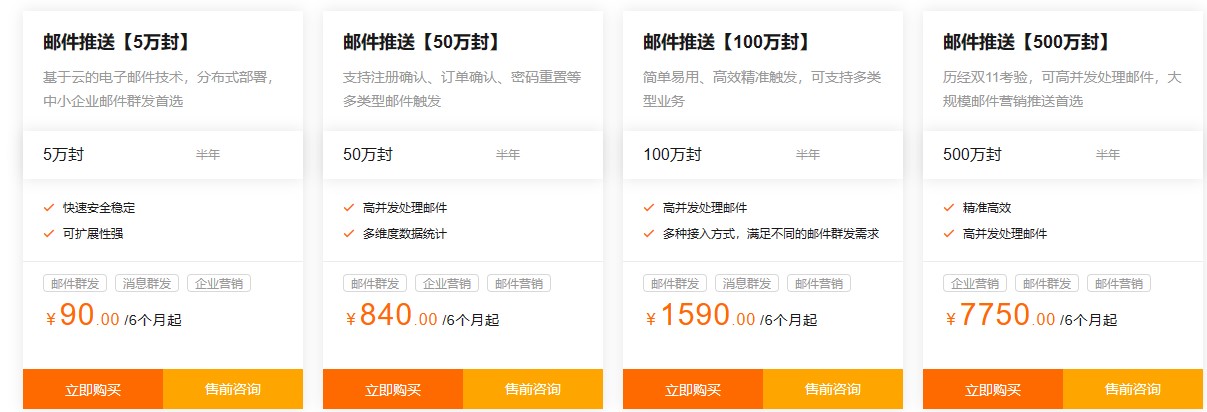 邮件推送【5万封】
基于云的电子邮件技术，分布式部署，
中小企业邮件群发首选
5万封 半年
快速安全稳定
可扩展性强
邮件群发 消息群发 企业营销
￥90.00 /6个月起
立即购买 售前咨询
邮件推送【50万封】
支持注册确认、订单确认、密码重置等
多类型邮件触发
50万封 半年
高并发处理邮件
多维度数据统计
邮件群发 企业营销 邮件营销
￥840.00 /6个月起
立即购买 售前咨询
邮件推送【100万封】
简单易用、高效精准触发，可支持多类
型业务
100万封 半年
高并发处理邮件
多种接入方式，满足不同的邮件群发需求
邮件群发 消息群发 邮件营销
￥1590.00 /6个月起
立即购买 售前咨询
邮件推送【500万封】
历经双11考验，可高并发处理邮件，大
规模邮件营销推送首选
500万封 半年
精准高效
高并发处理邮件
企业营销 邮件群发 邮件营销
￥7750.00 /6个月起
立即购买 售前咨询